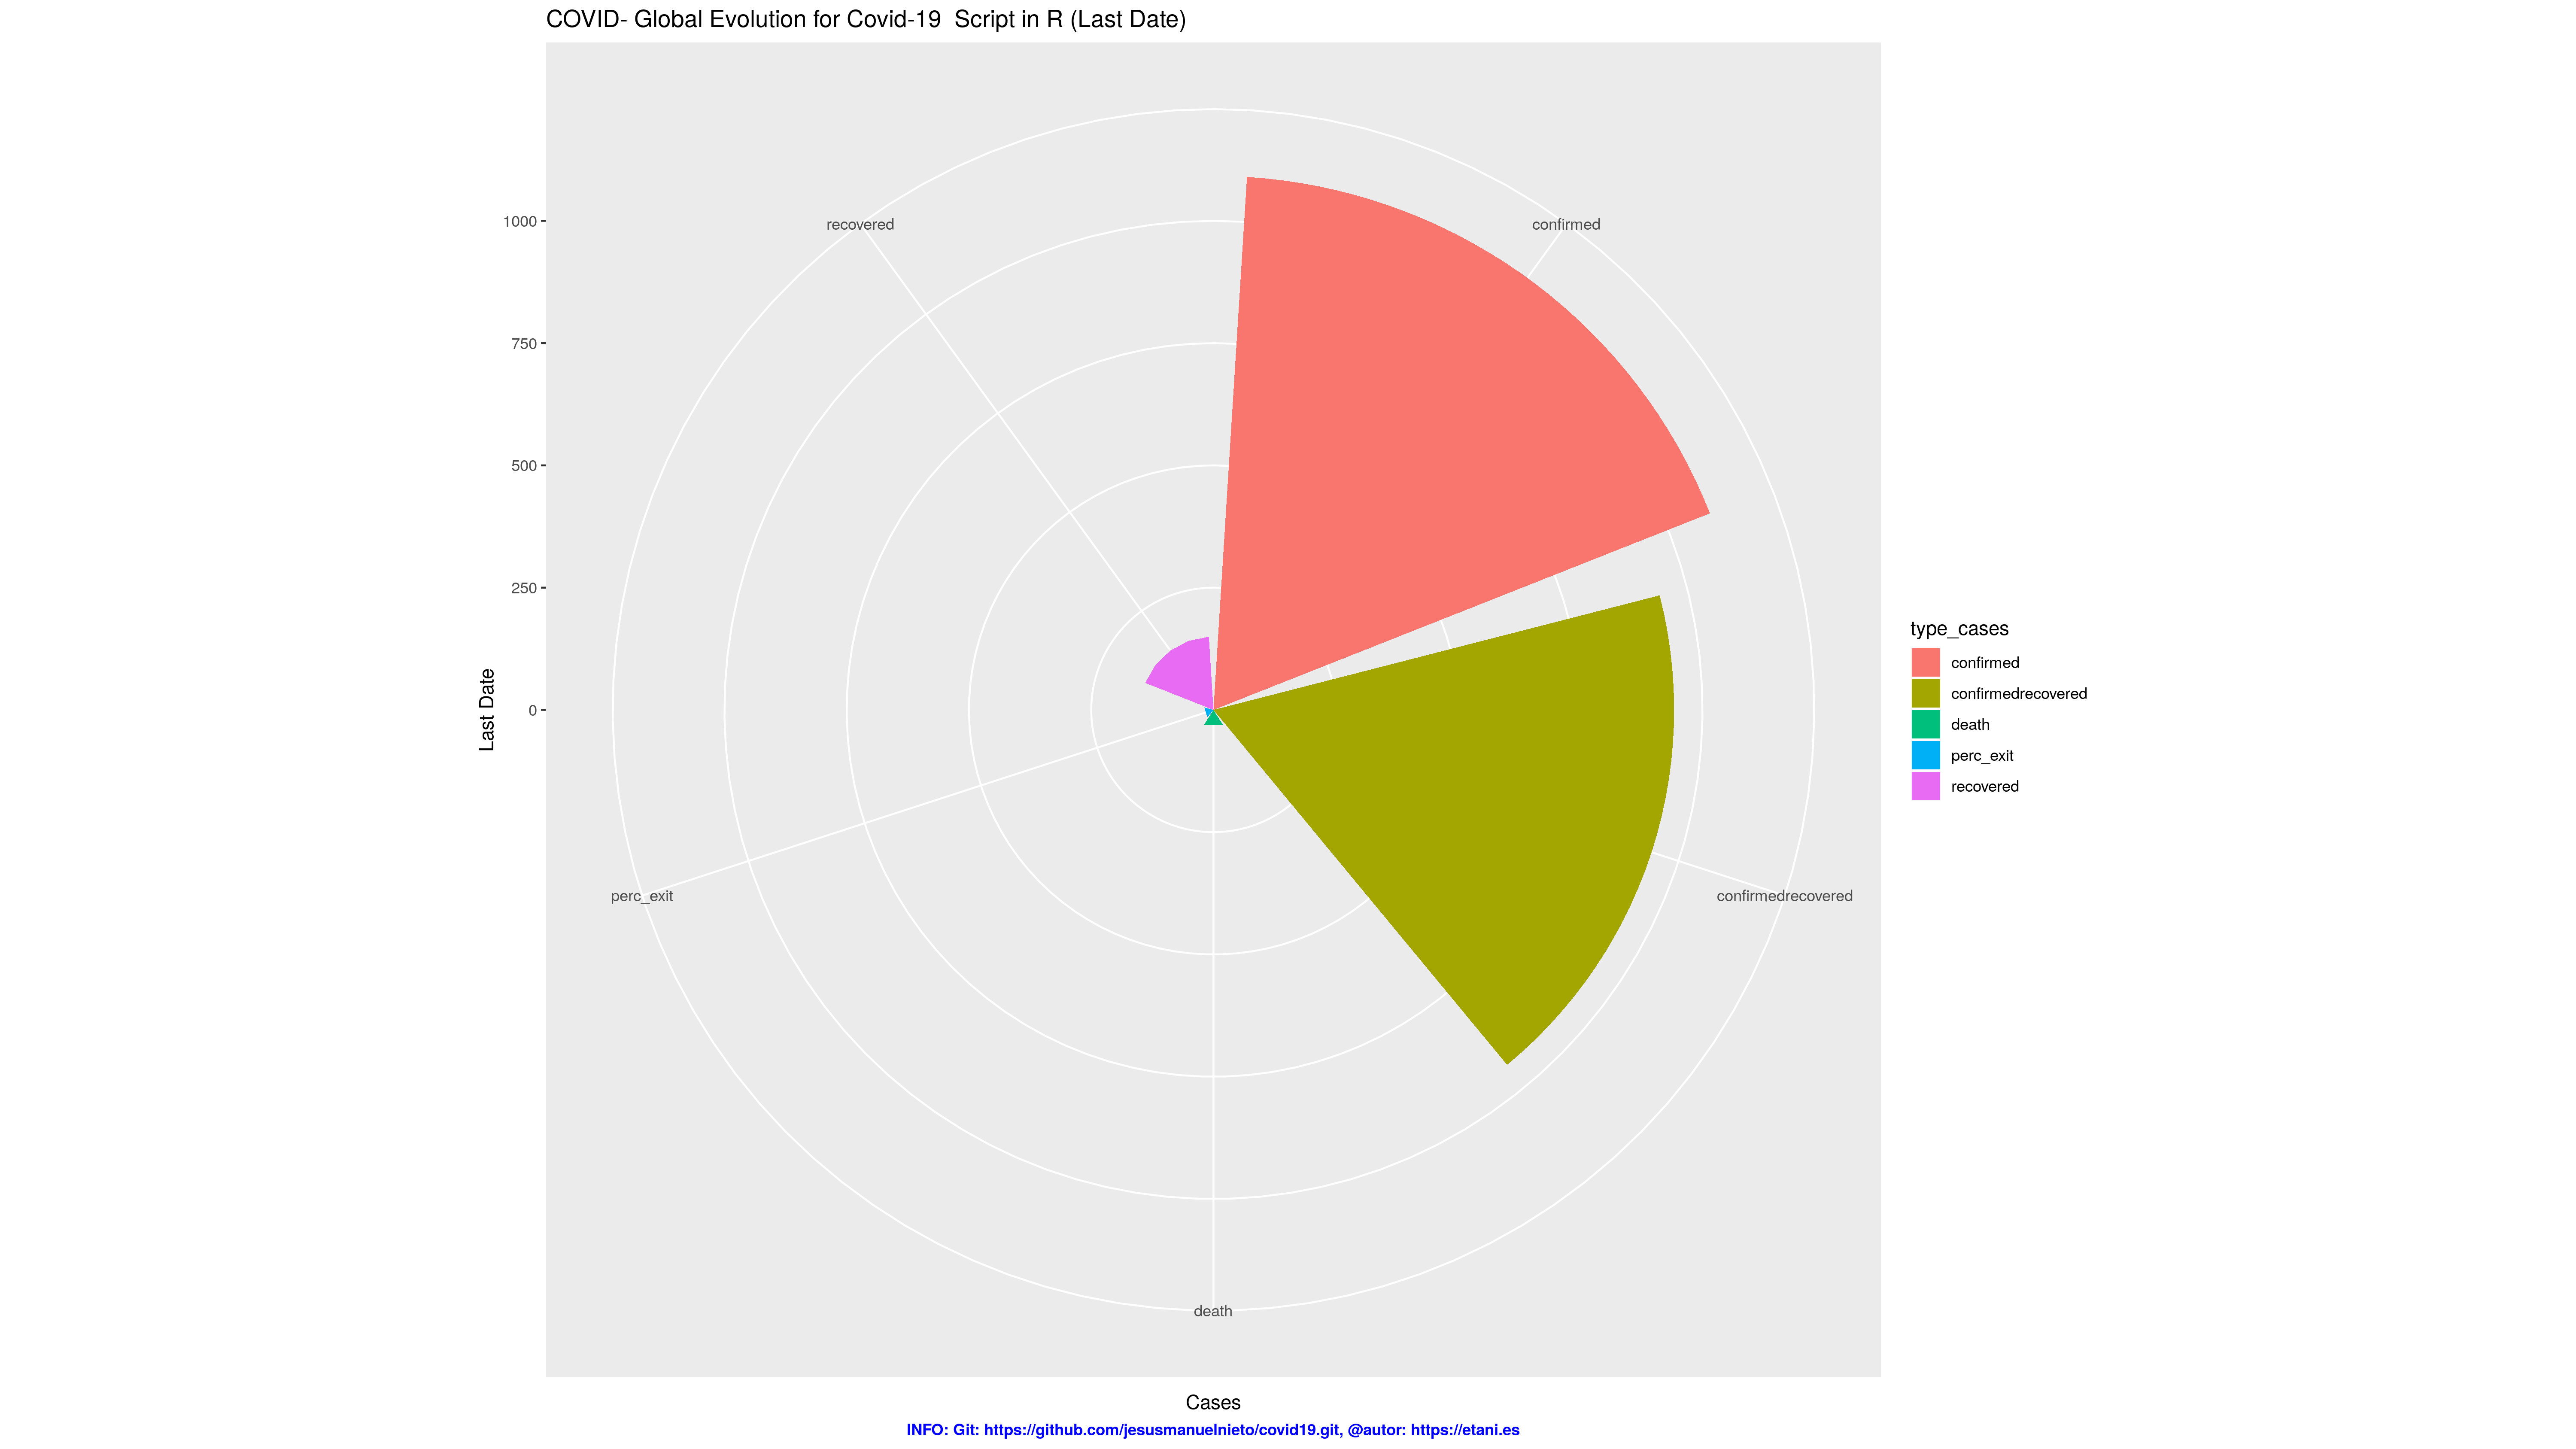 COVID- Global Evolution for Covid-19  Script in R (Last Date)
recovered
confirmed
1000
750
500
250
0
Last Date
perc_exit
confirmedrecovered
death
type_cases
confirmed
confirmedrecovered
death
perc_exit
recovered
Cases
INFO: Git: https://github.com/jesusmanuelnieto/covid19.git, @autor: https://etani.es